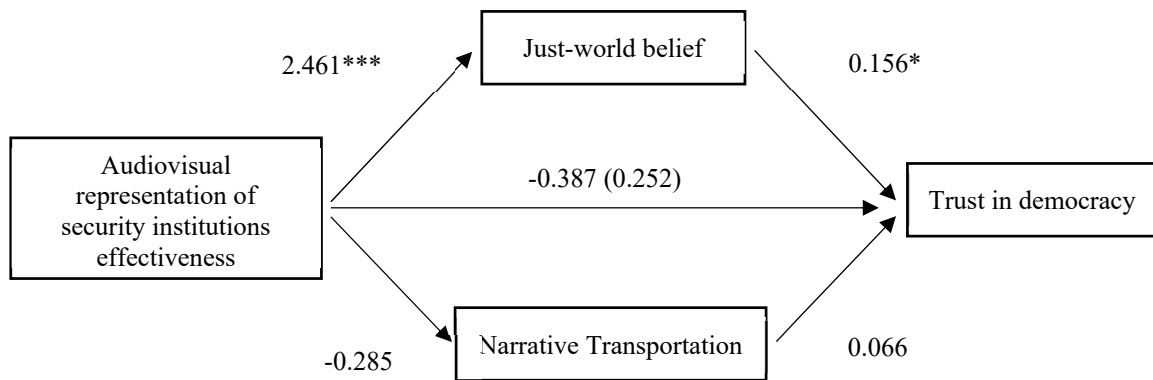 Just-world belief
2.461***
0.156*
Audiovisual
representation of
security institutions
effectiveness
-0.387 (0.252)
Trust in democracy
Narrative Transportation
-0.285
0.066